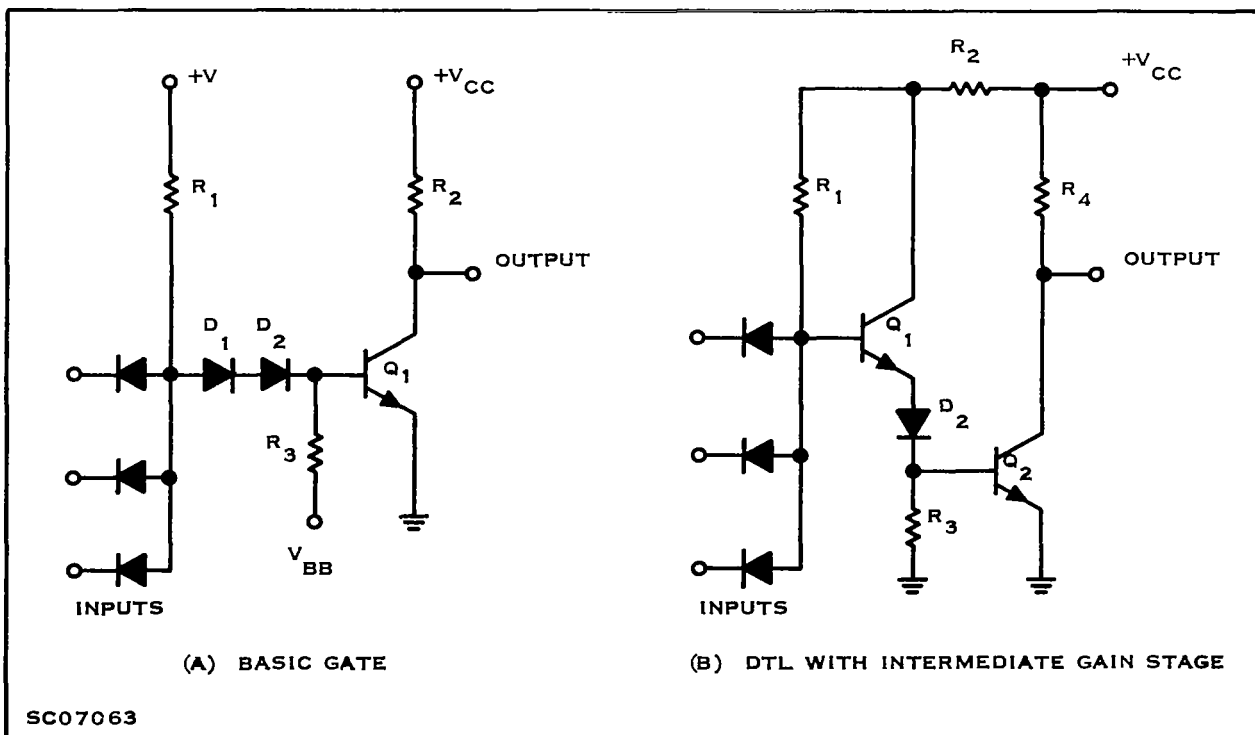 +V
+VCC
R1
R2
OUTPUT
D1 D2
Q1
R3
VBB
INPUTS
(A) BASIC GATE
R2
+VCC
R1
R4
OUTPUT
Q1
D2
Q2
R3
INPUTS
(B) DTL WITH INTERMEDIATE GAIN STAGE
SC07063